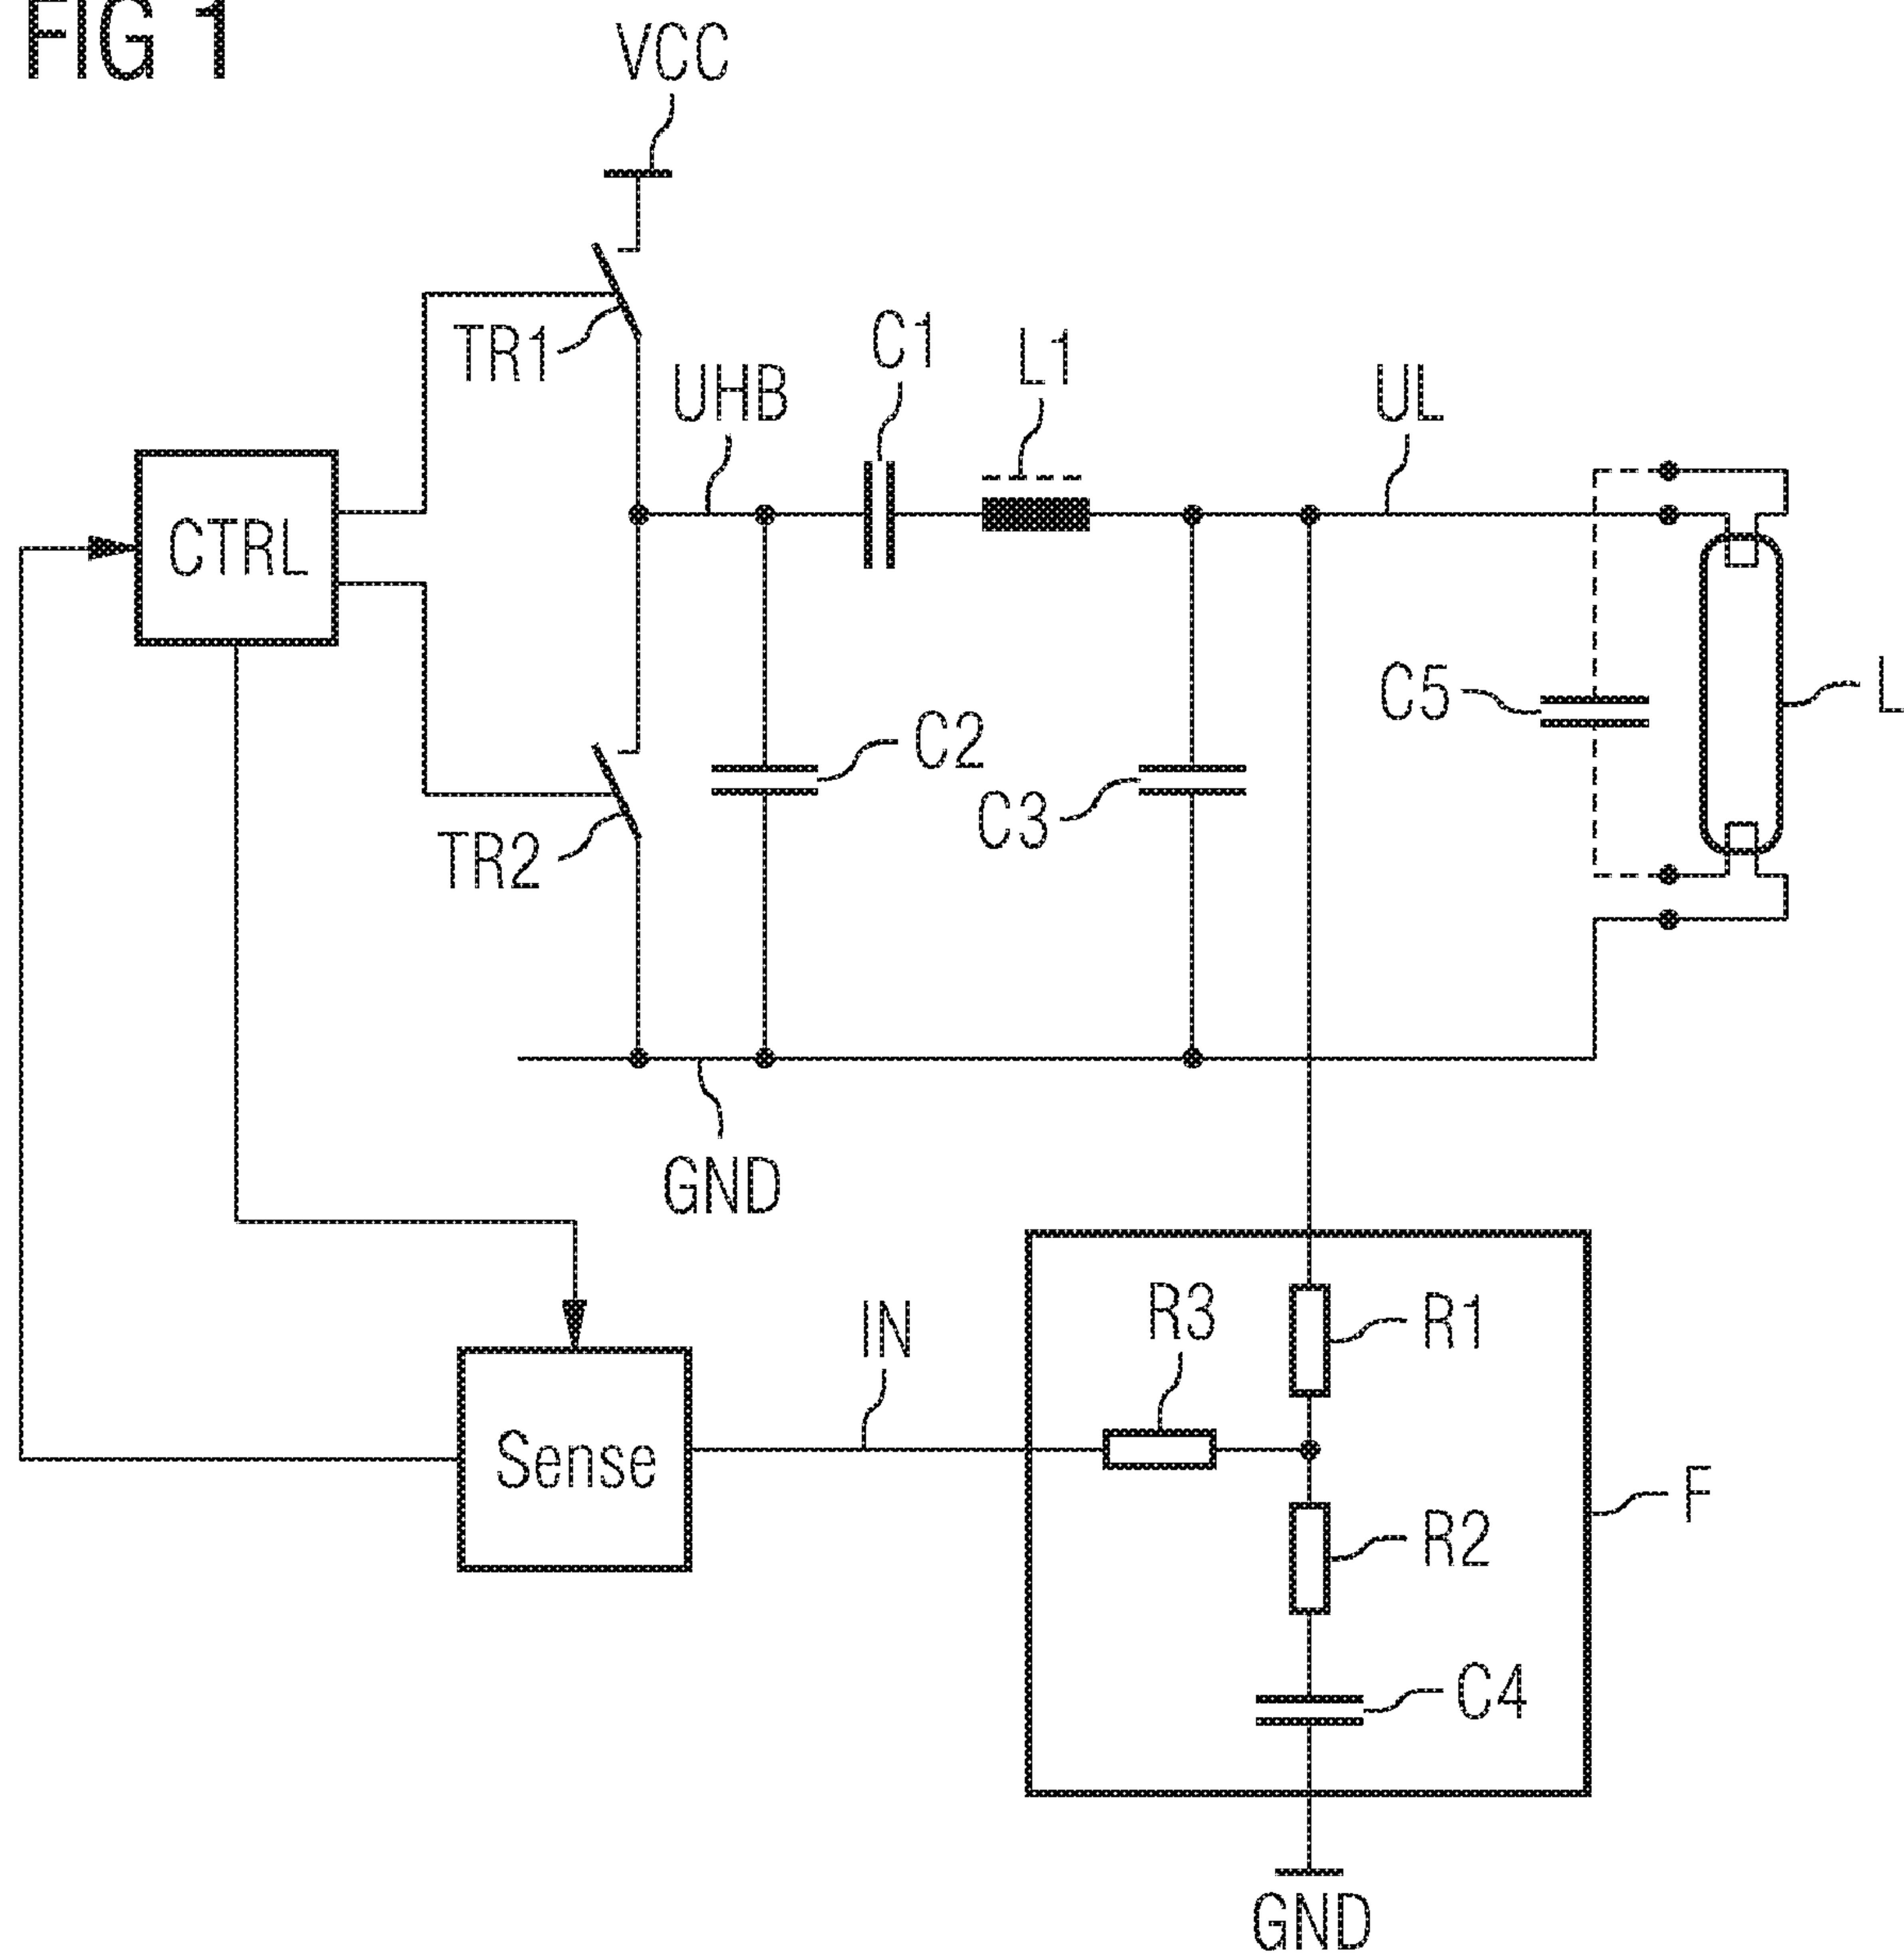 FIG 1
VCC
TR1
UHB
C1
L1
UL
CTRL
C5
L
C2
C3
TR2
GND
IN
R3
R1
Sense
F
R2
C4
GND